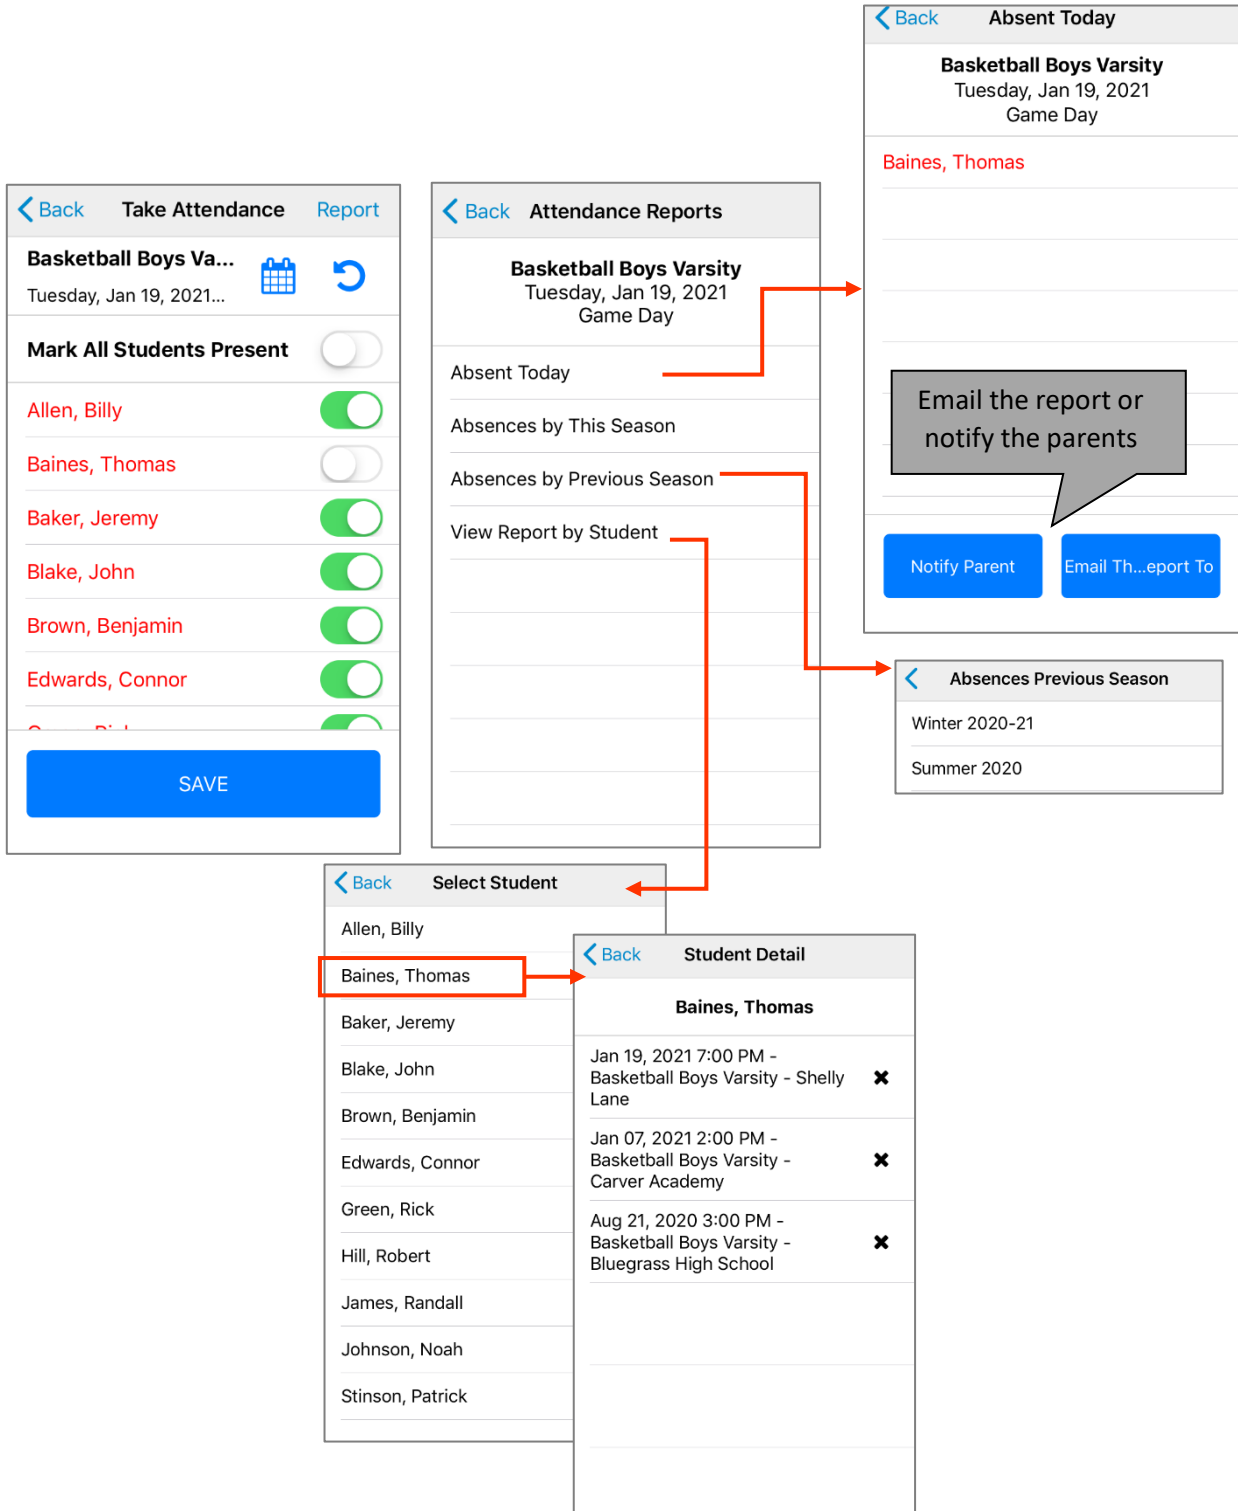 Back Take Attendance Report
Basketball Boys Va...
Tuesday, Jan 19, 2021...
Mark All Students Present
Allen, Billy
Baines, Thomas
Baker, Jeremy
Blake, John
Brown, Benjamin
Edwards, Connor
SAVE
Back Attendance Reports
Basketball Boys Varsity
Tuesday, Jan 19, 2021
Game Day
Absent Today
Absences by This Season
Absences by Previous Season
View Report by Student
Back Absent Today
Basketball Boys Varsity
Tuesday, Jan 19, 2021
Game Day
Baines, Thomas
Email the report or
notify the parents
Notify Parent
Email Th...eport To
Absences Previous Season
Winter 2020-21
Summer 2020
Back Select Student
Allen, Billy
Baines, Thomas
Baker, Jeremy
Blake, John
Brown, Benjamin
Edwards, Connor
Green, Rick
Hill, Robert
James, Randall
Johnson, Noah
Stinson, Patrick
Back Student Detail
Baines, Thomas
Jan 19, 2021 7:00 PM -
Basketball Boys Varsity - Shelly
Lane
Jan 07, 2021 2:00 PM -
Basketball Boys Varsity -
Carver Academy
Aug 21, 2020 3:00 PM -
Basketball Boys Varsity -
Bluegrass High School